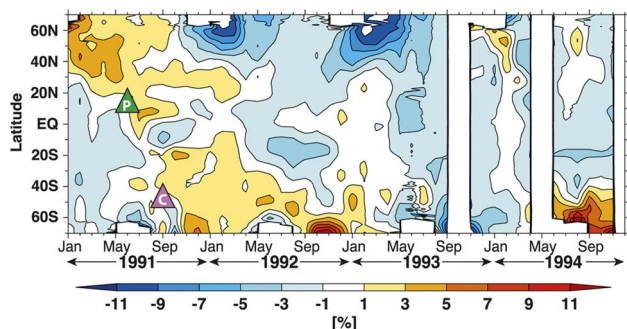 60N
40N
20N
EQ
20S
40S
60S
Latitude
P
C
Jan May Sep Jan May Sep Jan May Sep Jan May Sep
1991 1992 1993 1994
-11 -9 -7 -5 -3 -1 1 3 5 7 9 11
[%]